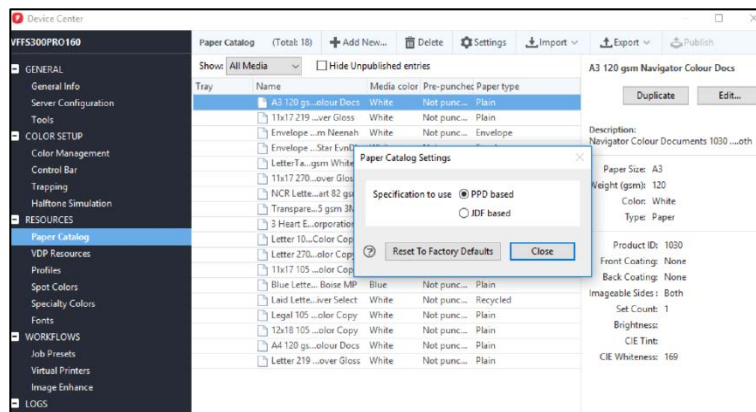 Device Center
VFFS300PRO160
Paper Catalog (Total: 18) Add New... Delete Settings Import Export Publish
Show: All Media Hide Unpublished entries
Tray Name Media color Pre-punched Paper type
GENERAL
General Info
Server Configuration
Tools
COLOR SETUP
Color Management
Control Bar
Trapping
Halftone Simulation
RESOURCES
Paper Catalog
VDP Resources
Profiles
Spot Colors
Specialty Colors
Fonts
WORKFLOWS
Job Presets
Virtual Printers
Image Enhance
LOGS
A3 120 gs...olour Docs White Not punc... Plain
11x17 219 ...ver Gloss White Not punc... Plain
Envelope ...m Neenah White Not punc... Envelope
Envelope ...Star EvnD
LetterTa...gsm White
11x17 270...over Glos
NCR Lette...art 82 gs
Transpare...5 gsm 3M
3 Heart E...orporation
Letter 10...Color Cop
Letter 270...olor Copy
11x17 105 ...olor Cop
Blue Lette... Boise MP Blue Not punc... Plain
Laid Lette...iver Select White Not punc... Recycled
Legal 105 ...olor Copy White Not punc... Plain
12x18 105 ...olor Copy White Not punc... Plain
A4 120 gs...olour Docs White Not punc... Plain
Letter 219 ...over Gloss White Not punc... Plain
Paper Catalog Settings
Specification to use PPD based
JDF based
Reset To Factory Defaults Close
A3 120 gsm Navigator Colour Docs
Duplicate Edit...
Description:
Navigator Colour Documents 1030 ....oth
Paper Size: A3
Weight (gsm): 120
Color: White
Type: Paper
Product ID: 1030
Front Coating: None
Back Coating: None
Imageable Sides: Both
Set Count: 1
Brightness:
CIE Tint:
CIE Whiteness: 169